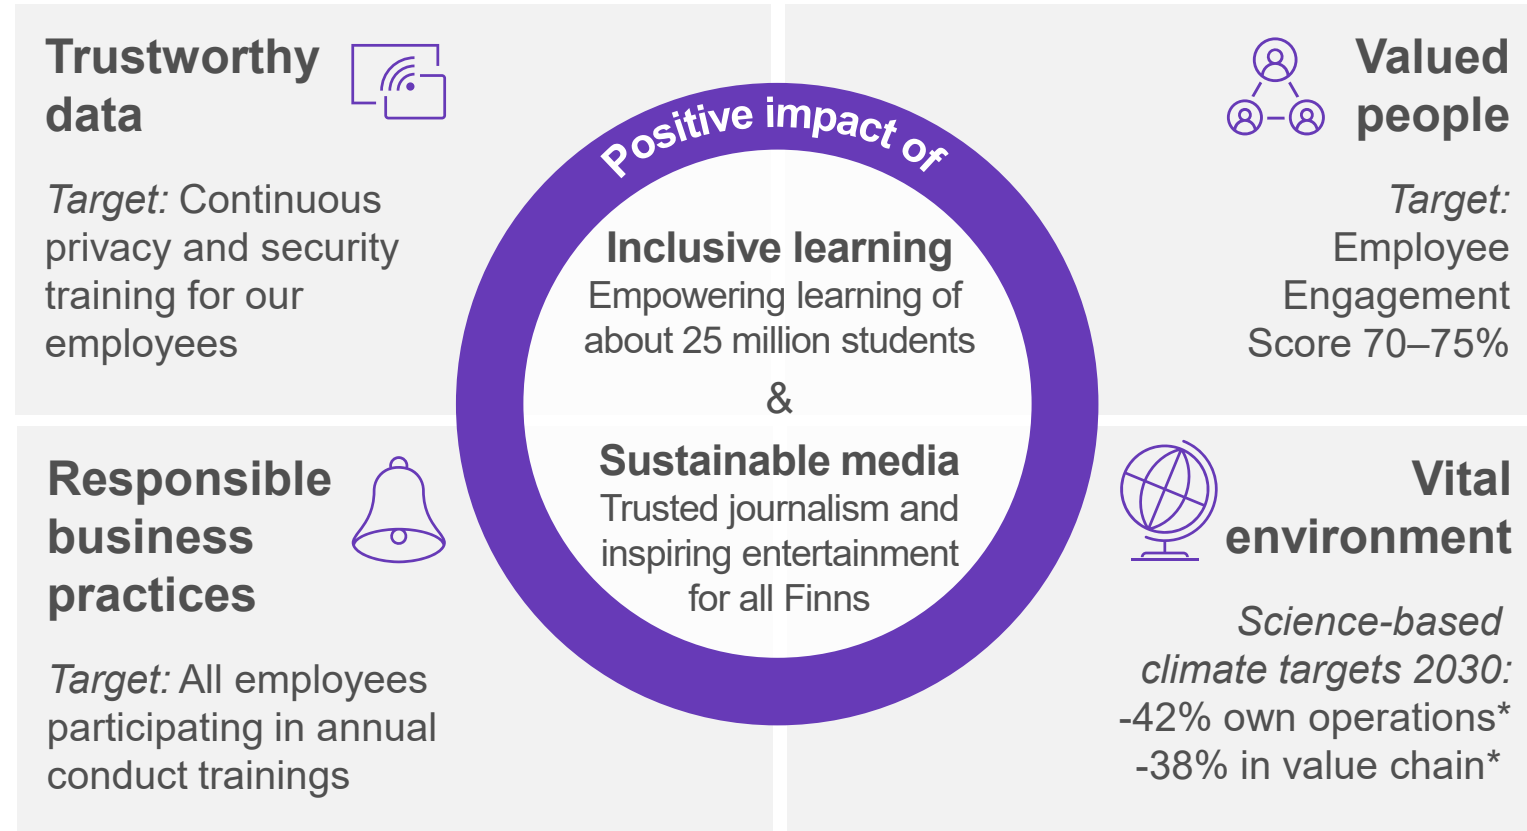 Trustworthy
data
Target: Continuous
privacy and security
training for our
employees
Valued
people
Target:
Employee
Engagement
Score 70–75%
Positive impact of
Inclusive learning
Empowering learning of
about 25 million students
&
Sustainable media
Trusted journalism and
inspiring entertainment
for all Finns
Responsible
business
practices
Target: All employees
participating in annual
conduct trainings
Vital
environment
Science-based
climate targets 2030:
-42% own operations*
-38% in value chain*